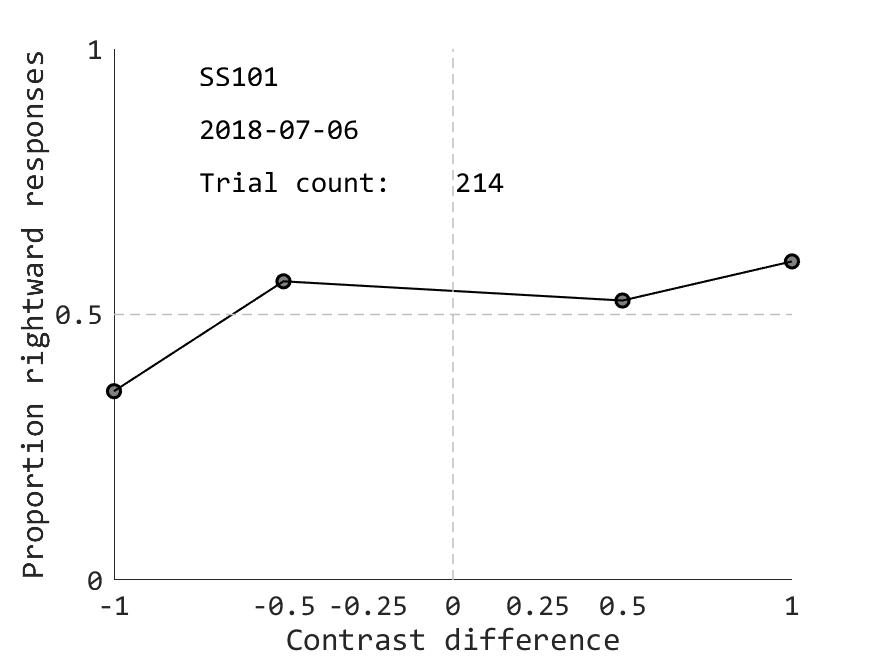 Proportion rightward responses
1
0.5
0
SS101
2018-07-06
Trial count: 214
-1 -0.5 -0.25 0 0.25 0.5 1
Contrast difference